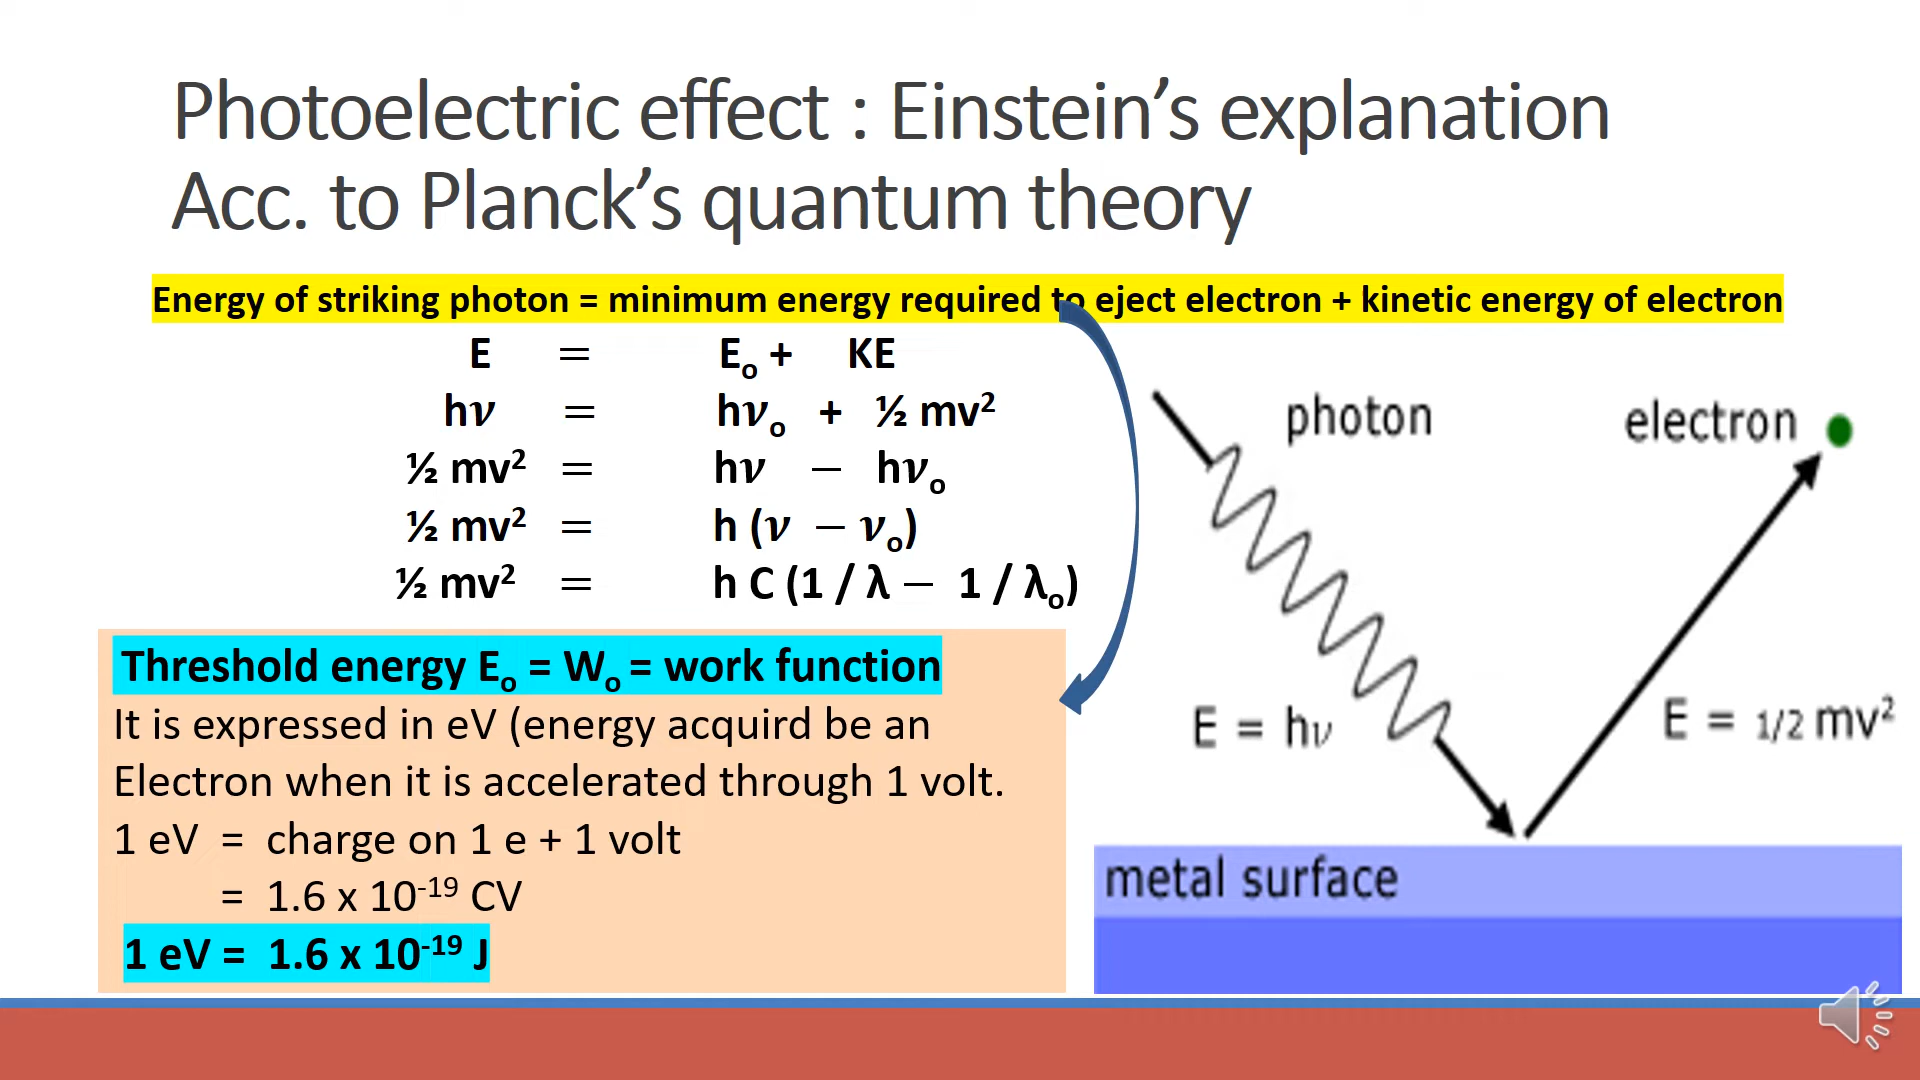 Photoelectric effect : Einstein’s explanation
Acc. to Planck’s quantum theory
Energy of striking photon = minimum energy required to eject electron + kinetic energy of electron
E = Eₒ + KE
h𝝂 = h𝝂ₒ + ½ mv²
½ mv² = h𝝂 − h𝝂ₒ
½ mv² = h (𝝂 − 𝝂ₒ)
½ mv² = h C (1 / λ − 1 / λₒ)
Threshold energy Eₒ = Wₒ = work function
It is expressed in eV (energy acquird be an
Electron when it is accelerated through 1 volt.
1 eV = charge on 1 e + 1 volt
= 1.6 x 10⁻¹⁹ CV
1 eV = 1.6 x 10⁻¹⁹ J
photon
electron
E = hν
E = 1/2 mv²
metal surface